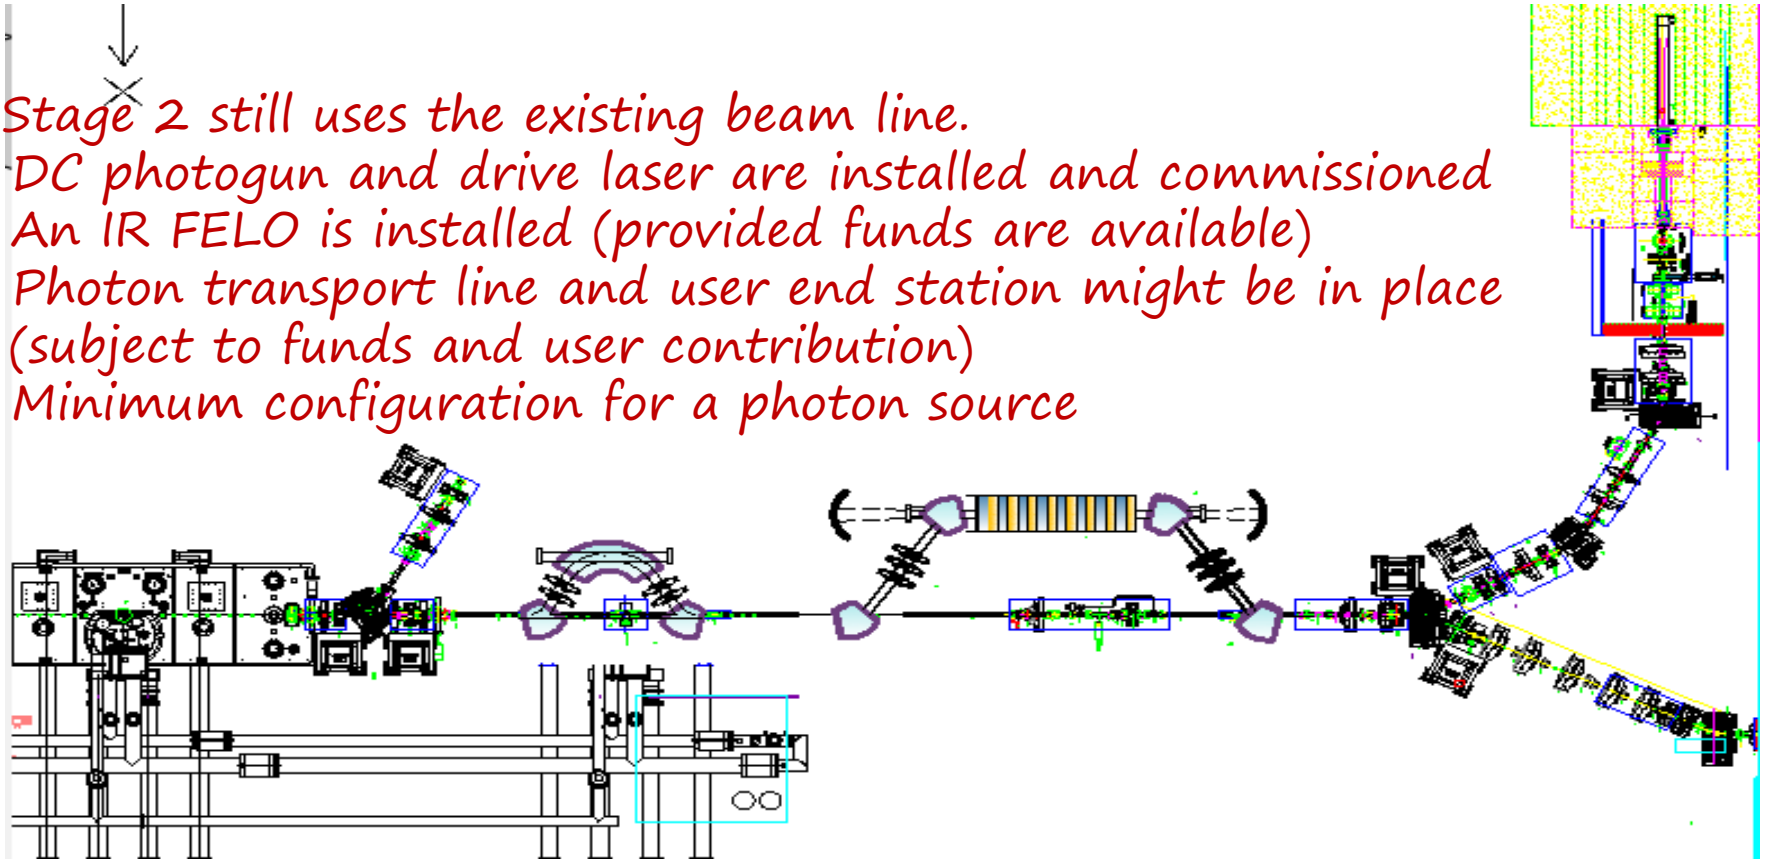 Stage 2 still uses the existing beam line.
DC photogun and drive laser are installed and commissioned
An IR FELO is installed (provided funds are available)
Photon transport line and user end station might be in place
(subject to funds and user contribution)
Minimum configuration for a photon source